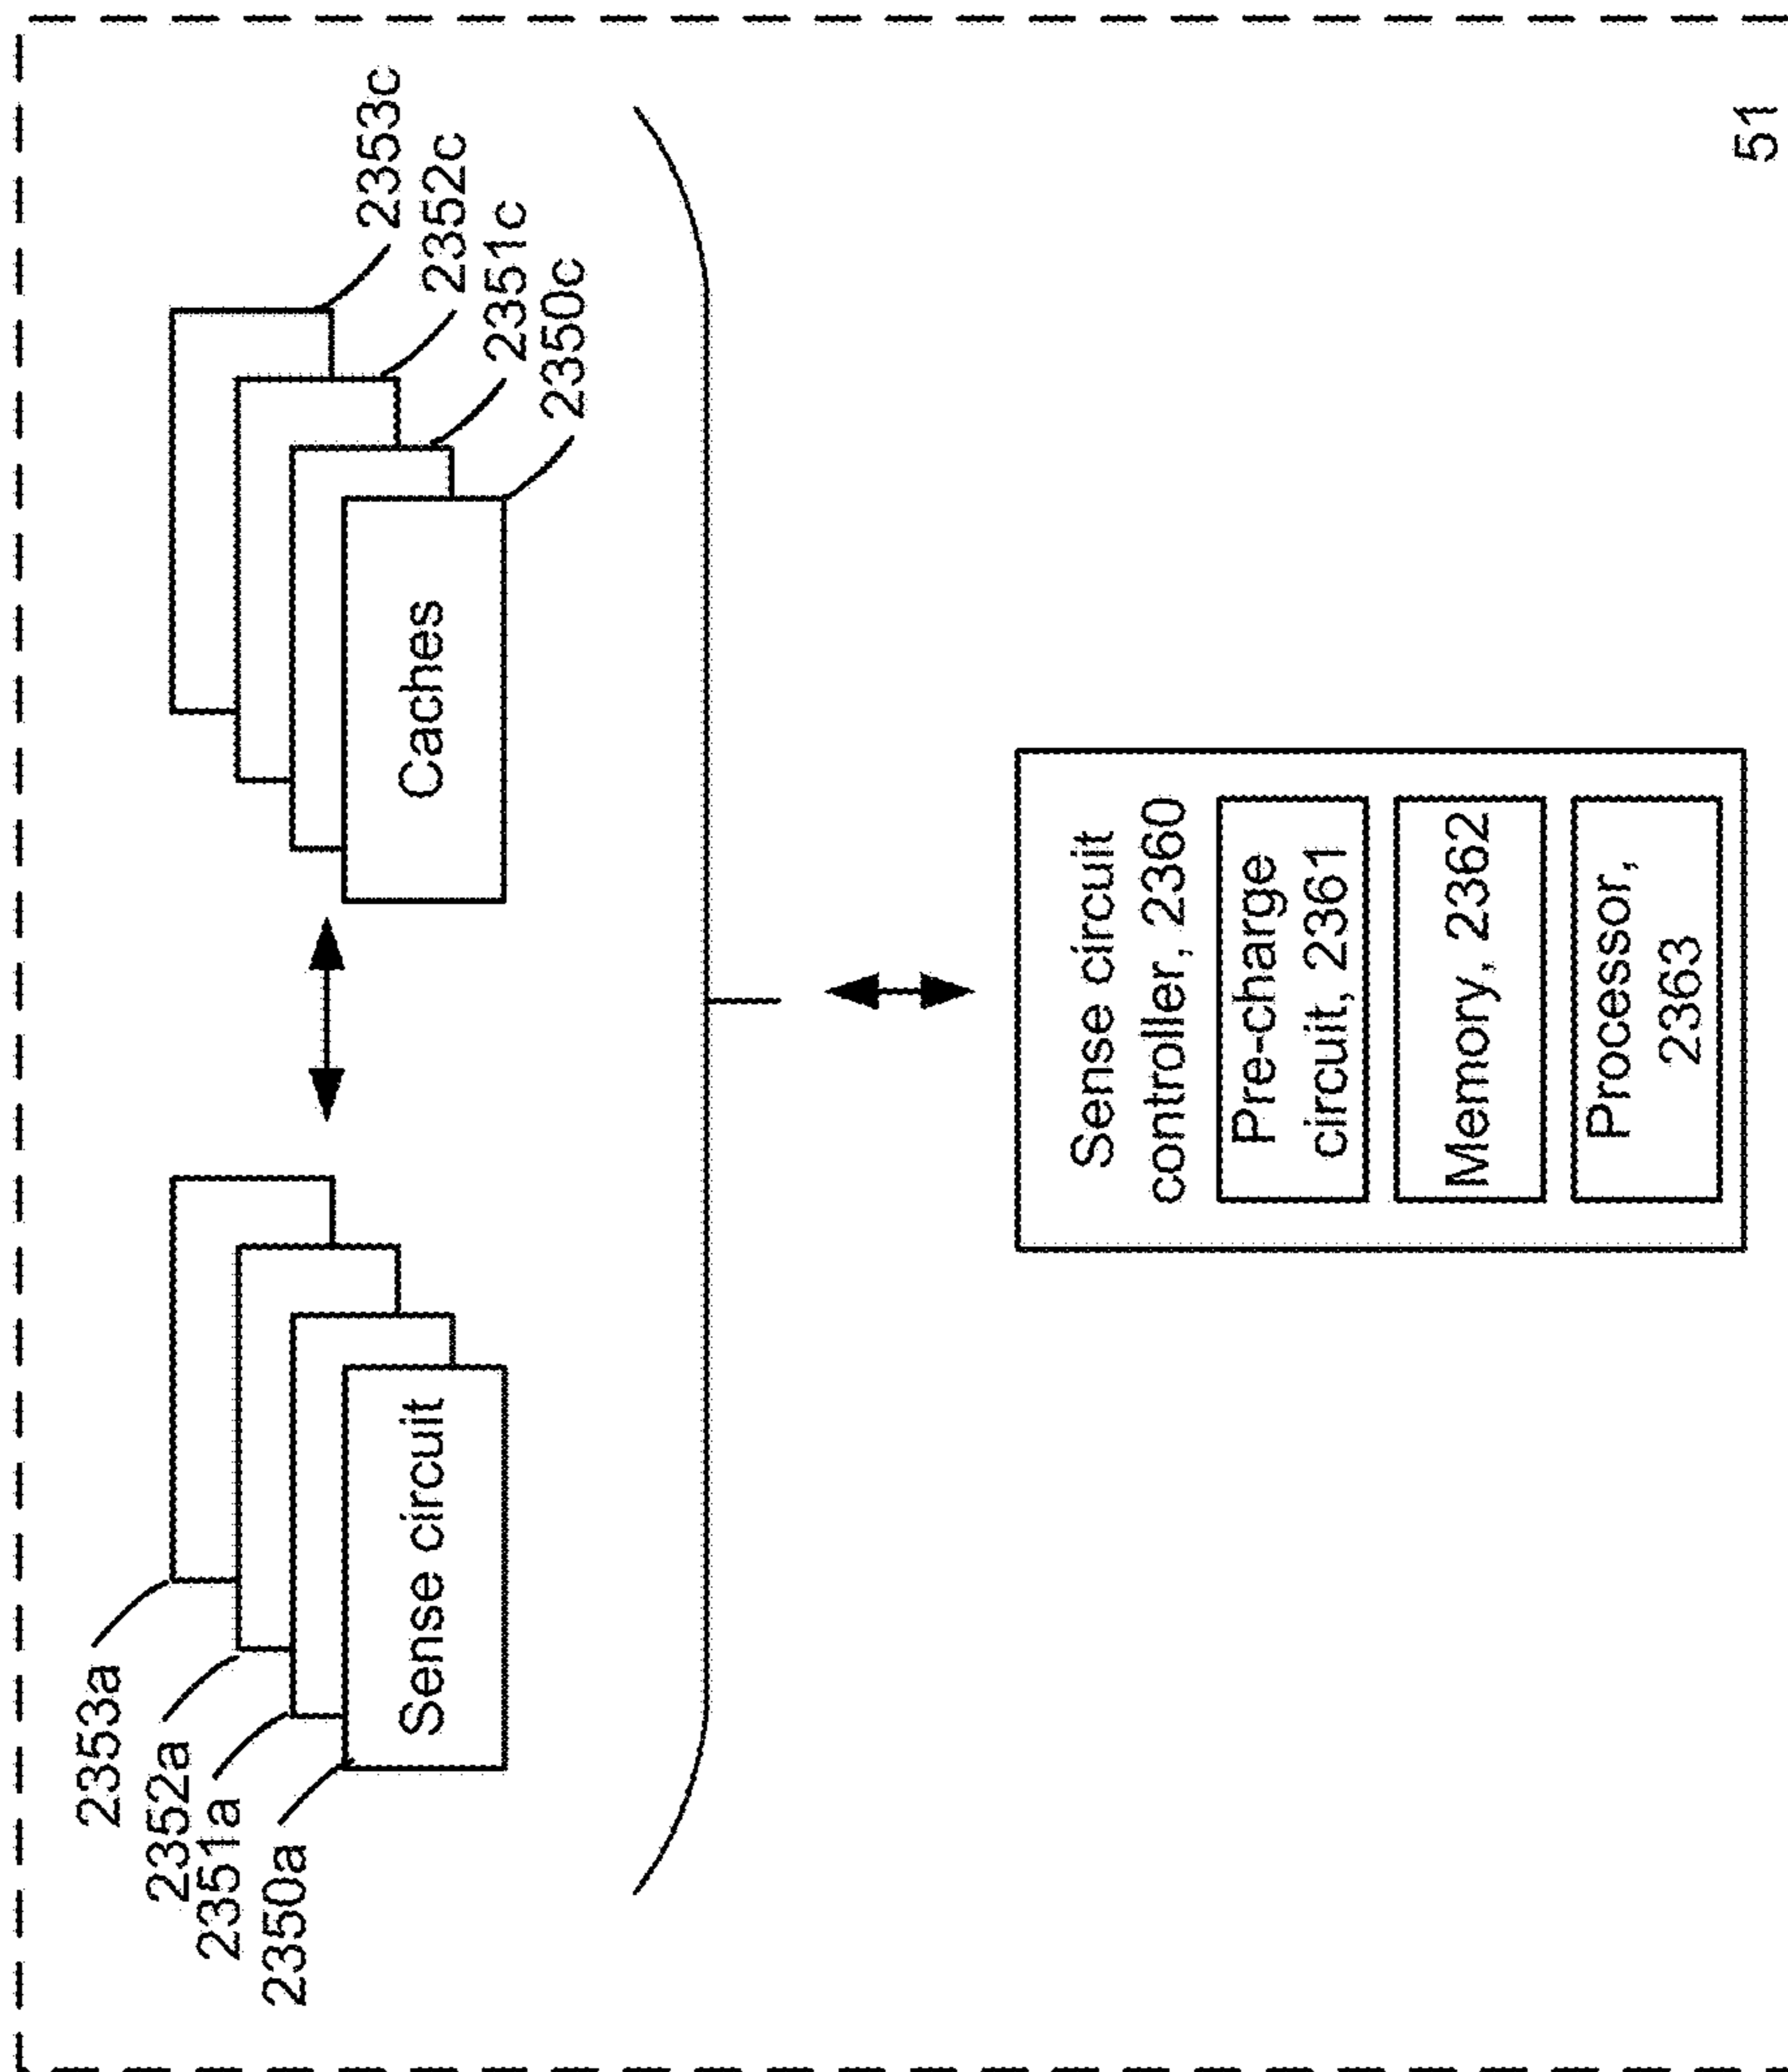 2353a
2352a
2351a
2350a
Sense circuit
Caches
2353c
2352c
2351c
2350c
Sense circuit
controller, 2360
Pre-charge
circuit, 2361
Memory, 2362
Processor,
2363
51